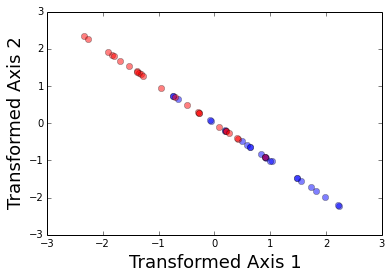 Transformed Axis 2
3
2
1
0
−1
−2
−3
−3 −2 −1 0 1 2 3
Transformed Axis 1